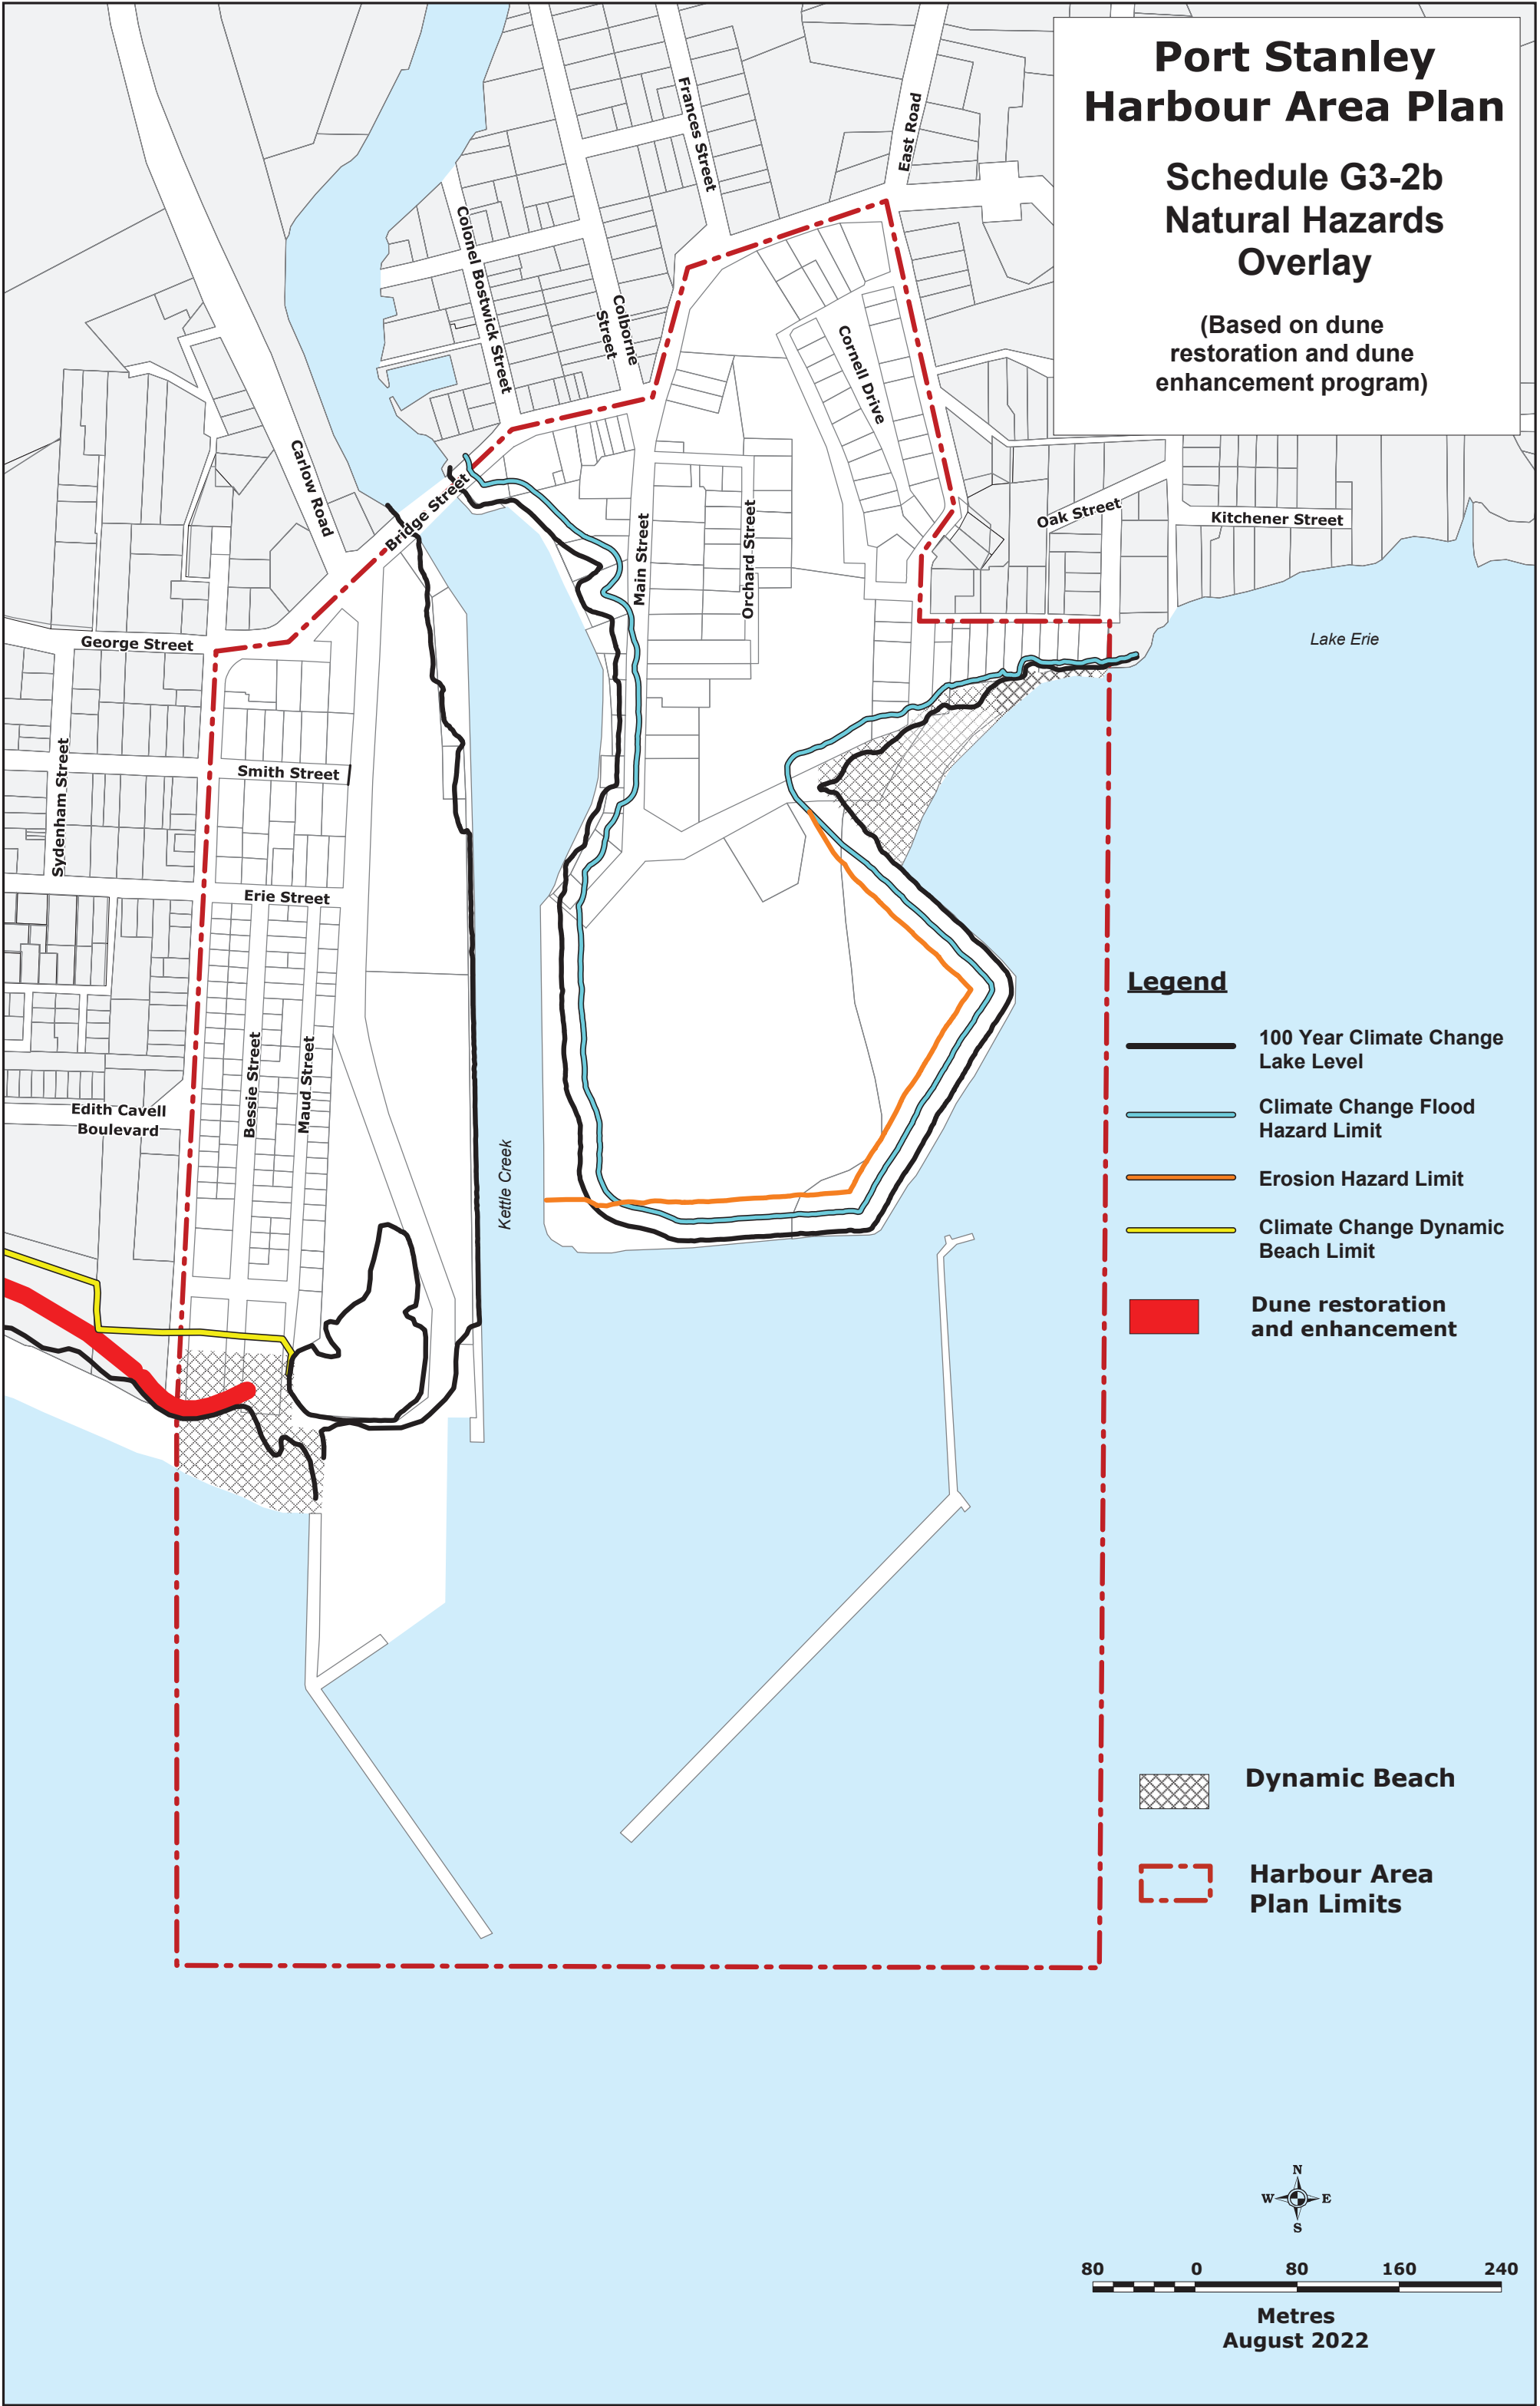 Port Stanley
Harbour Area Plan
Schedule G3-2b
Natural Hazards
Overlay
(Based on dune
restoration and dune
enhancement program)
Frances Street
East Road
Colonel Bostwick Street
Colborne
Street
Cornell Drive
Carlow Road
Bridge Street
Main Street
Orchard Street
Oak Street
Kitchener Street
George Street
Lake Erie
Sydenham Street
Smith Street
Erie Street
Bessie Street
Maud Street
Edith Cavell
Boulevard
Kettle Creek
Legend
100 Year Climate Change
Lake Level
Climate Change Flood
Hazard Limit
Erosion Hazard Limit
Climate Change Dynamic
Beach Limit
Dune restoration
and enhancement
Dynamic Beach
Harbour Area
Plan Limits
N
W E
S
80 0 80 160 240
Metres
August 2022